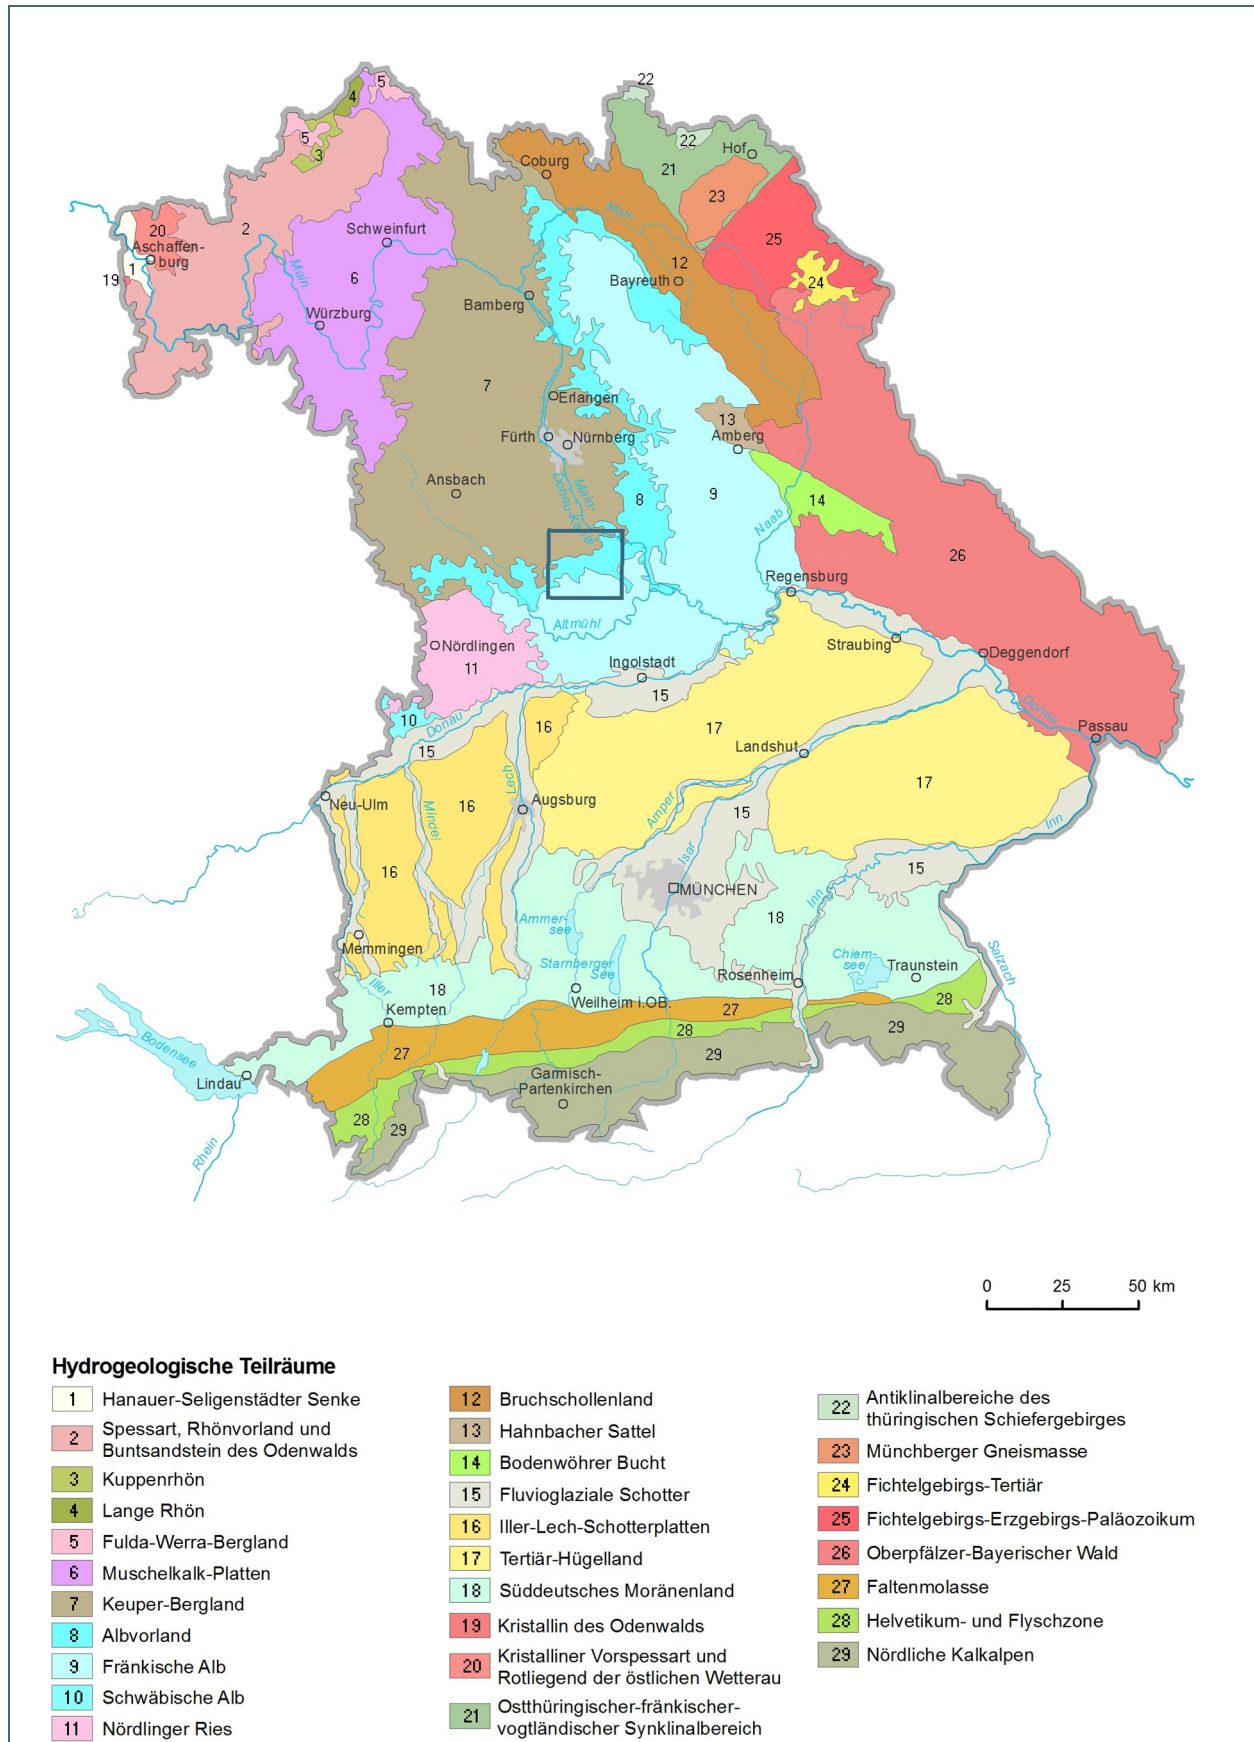 22
5
4
5
3
22
Hof
Coburg
21
23
20
2
Main
Schweinfurt
25
Aschaffen-
burg
1
19
Main
6
12
Bayreuth
24
Bamberg
Würzburg
7
Erlangen
13
Fürth
Nürnberg
Amberg
Ansbach
Main-
Donau-Kanal
8
9
14
Naab
26
Regensburg
Altmühl
Straubing
Nördlingen
11
Ingolstadt
Deggendorf
15
10
Donau
16
17
Donau
Passau
15
Landshut
Neu-Ulm
Mindel
16
Lech
Augsburg
Amper
15
17
Inn
16
Isar
15
MÜNCHEN
Inn
Ammer-
see
18
Memmingen
Starnberger
See
Chiem-
see
Salzach
Rosenheim
Traunstein
Iller
18
Kempten
Weilheim i.OB.
27
28
28
29
Bodensee
27
29
Lindau
Garmisch-
Partenkirchen
28
29
Rhein
0 25 50 km
Hydrogeologische Teilräume
1 Hanauer-Seligenstädter Senke
2 Spessart, Rhönvorland und
Buntsandstein des Odenwalds
3 Kuppenrhön
4 Lange Rhön
5 Fulda-Werra-Bergland
6 Muschelkalk-Platten
7 Keuper-Bergland
8 Albvorland
9 Fränkische Alb
10 Schwäbische Alb
11 Nördlinger Ries
12 Bruchschollenland
13 Hahnbacher Sattel
14 Bodenwöhrer Bucht
15 Fluvioglaziale Schotter
16 Iller-Lech-Schotterplatten
17 Tertiär-Hügelland
18 Süddeutsches Moränenland
19 Kristallin des Odenwalds
20 Kristalliner Vorspessart und
Rotliegend der östlichen Wetterau
21 Ostthüringischer-fränkischer-
vogtländischer Synklinalbereich
22 Antiklinalbereiche des
thüringischen Schiefergebirges
23 Münchberger Gneismasse
24 Fichtelgebirgs-Tertiär
25 Fichtelgebirgs-Erzgebirgs-Paläozoikum
26 Oberpfälzer-Bayerischer Wald
27 Faltenmolasse
28 Helvetikum- und Flyschzone
29 Nördliche Kalkalpen